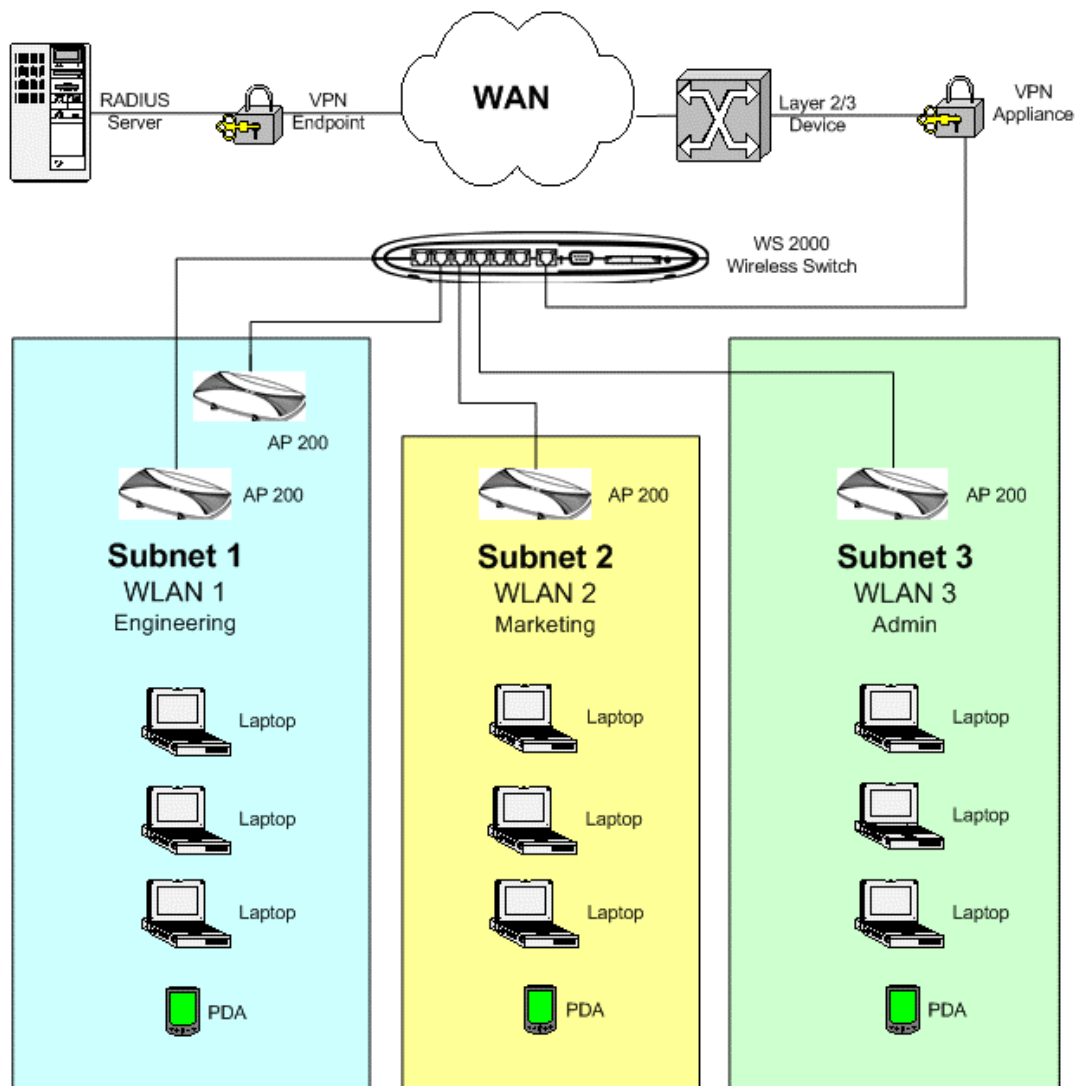 RADIUS
Server
VPN
Endpoint
WAN
Layer 2/3
Device
VPN
Appliance
WS 2000
Wireless Switch
AP 200
AP 200
Subnet 1
WLAN 1
Engineering
Laptop
Laptop
Laptop
PDA
AP 200
Subnet 2
WLAN 2
Marketing
Laptop
Laptop
Laptop
PDA
AP 200
Subnet 3
WLAN 3
Admin
Laptop
Laptop
Laptop
PDA